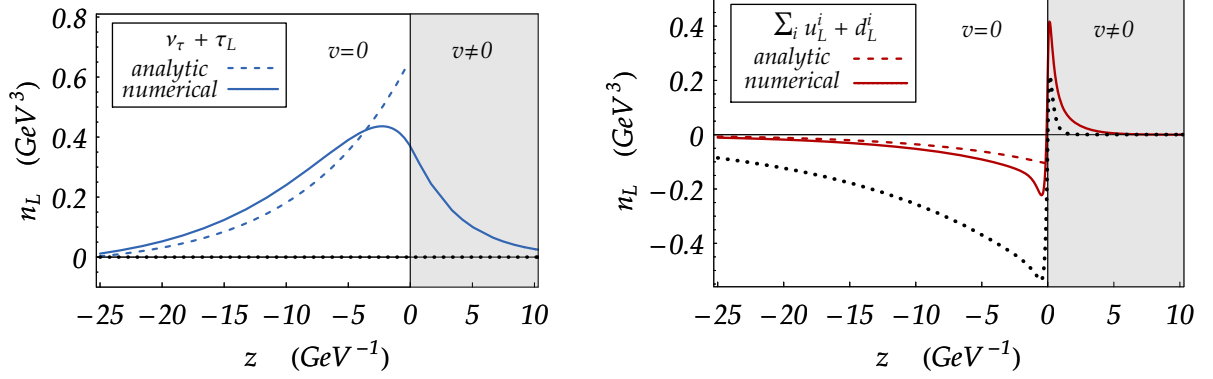 0.8
0.6
0.4
0.2
0
n_L (GeV^3)
ν_τ + τ_L
analytic
numerical
v=0
v≠0
−25 −20 −15 −10 −5 0 5 10
z (GeV^−1)
0.4
0.2
0
−0.2
−0.4
n_L (GeV^3)
∑_i u_L^i + d_L^i
analytic
numerical
v=0
v≠0
−25 −20 −15 −10 −5 0 5 10
z (GeV^−1)